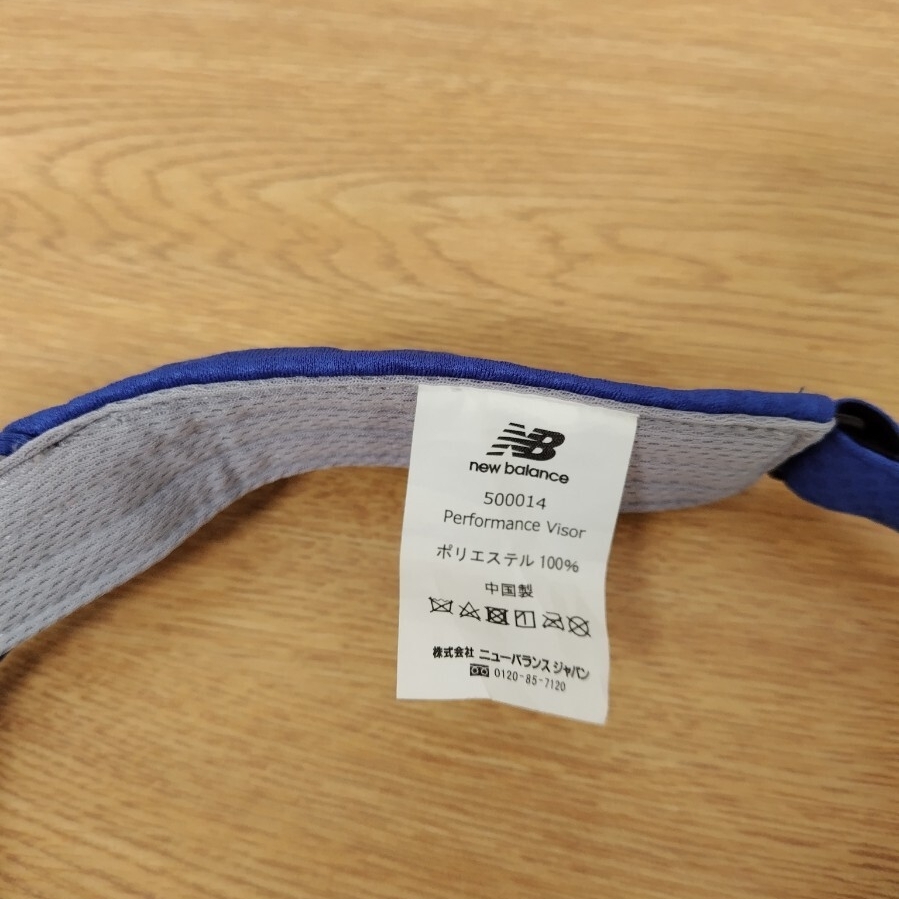 NB
new balance
500014
Performance Visor
ポリエステル 100%
中国製
株式会社 ニューバランス ジャパン
0120-85-7120